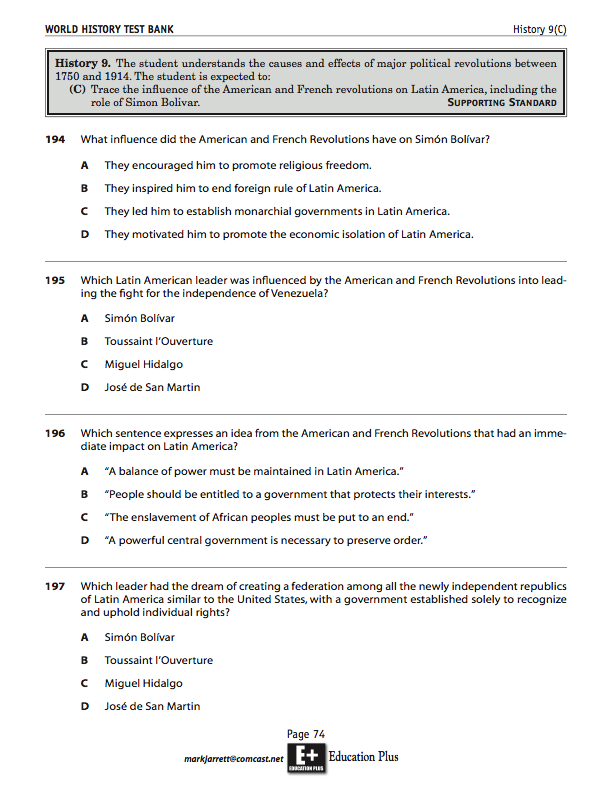 WORLD HISTORY TEST BANK History 9(C)
History 9. The student understands the causes and effects of major political revolutions between
1750 and 1914. The student is expected to:
(C) Trace the influence of the American and French revolutions on Latin America, including the
role of Simon Bolivar. SUPPORTING STANDARD
194 What influence did the American and French Revolutions have on Simón Bolívar?
A They encouraged him to promote religious freedom.
B They inspired him to end foreign rule of Latin America.
C They led him to establish monarchial governments in Latin America.
D They motivated him to promote the economic isolation of Latin America.
195 Which Latin American leader was influenced by the American and French Revolutions into lead-
ing the fight for the independence of Venezuela?
A Simón Bolívar
B Toussaint l'Ouverture
C Miguel Hidalgo
D José de San Martin
196 Which sentence expresses an idea from the American and French Revolutions that had an imme-
diate impact on Latin America?
A “A balance of power must be maintained in Latin America.”
B “People should be entitled to a government that protects their interests.”
C “The enslavement of African peoples must be put to an end.”
D “A powerful central government is necessary to preserve order.”
197 Which leader had the dream of creating a federation among all the newly independent republics
of Latin America similar to the United States, with a government established solely to recognize
and uphold individual rights?
A Simón Bolívar
B Toussaint l'Ouverture
C Miguel Hidalgo
D José de San Martin
Page 74
markjarrett@comcast.net E+ EDUCATION PLUS Education Plus